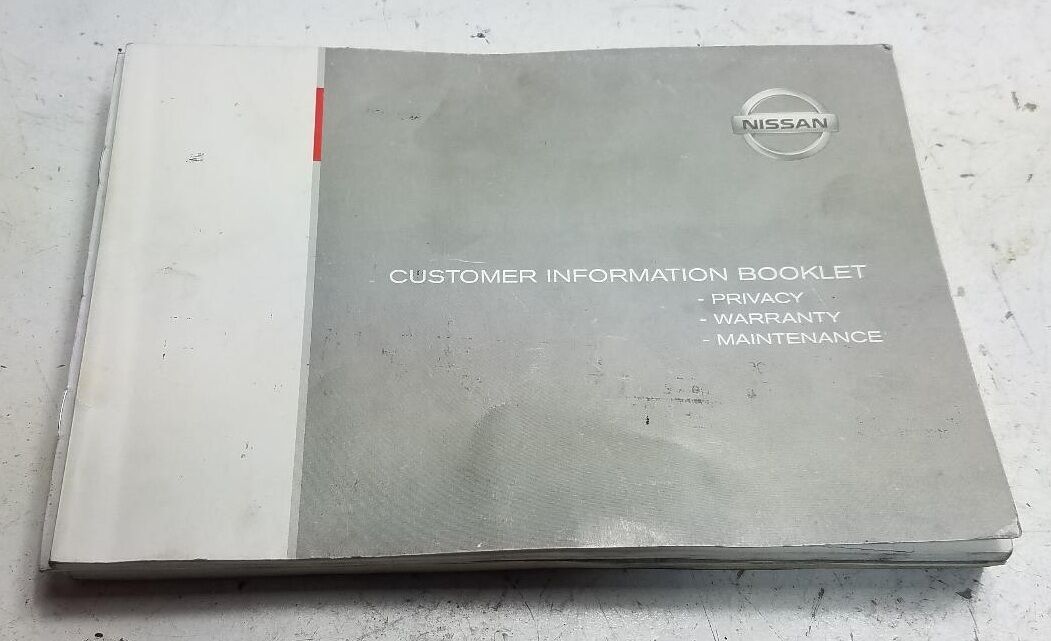 NISSAN
CUSTOMER INFORMATION BOOKLET
- PRIVACY
- WARRANTY
- MAINTENANCE